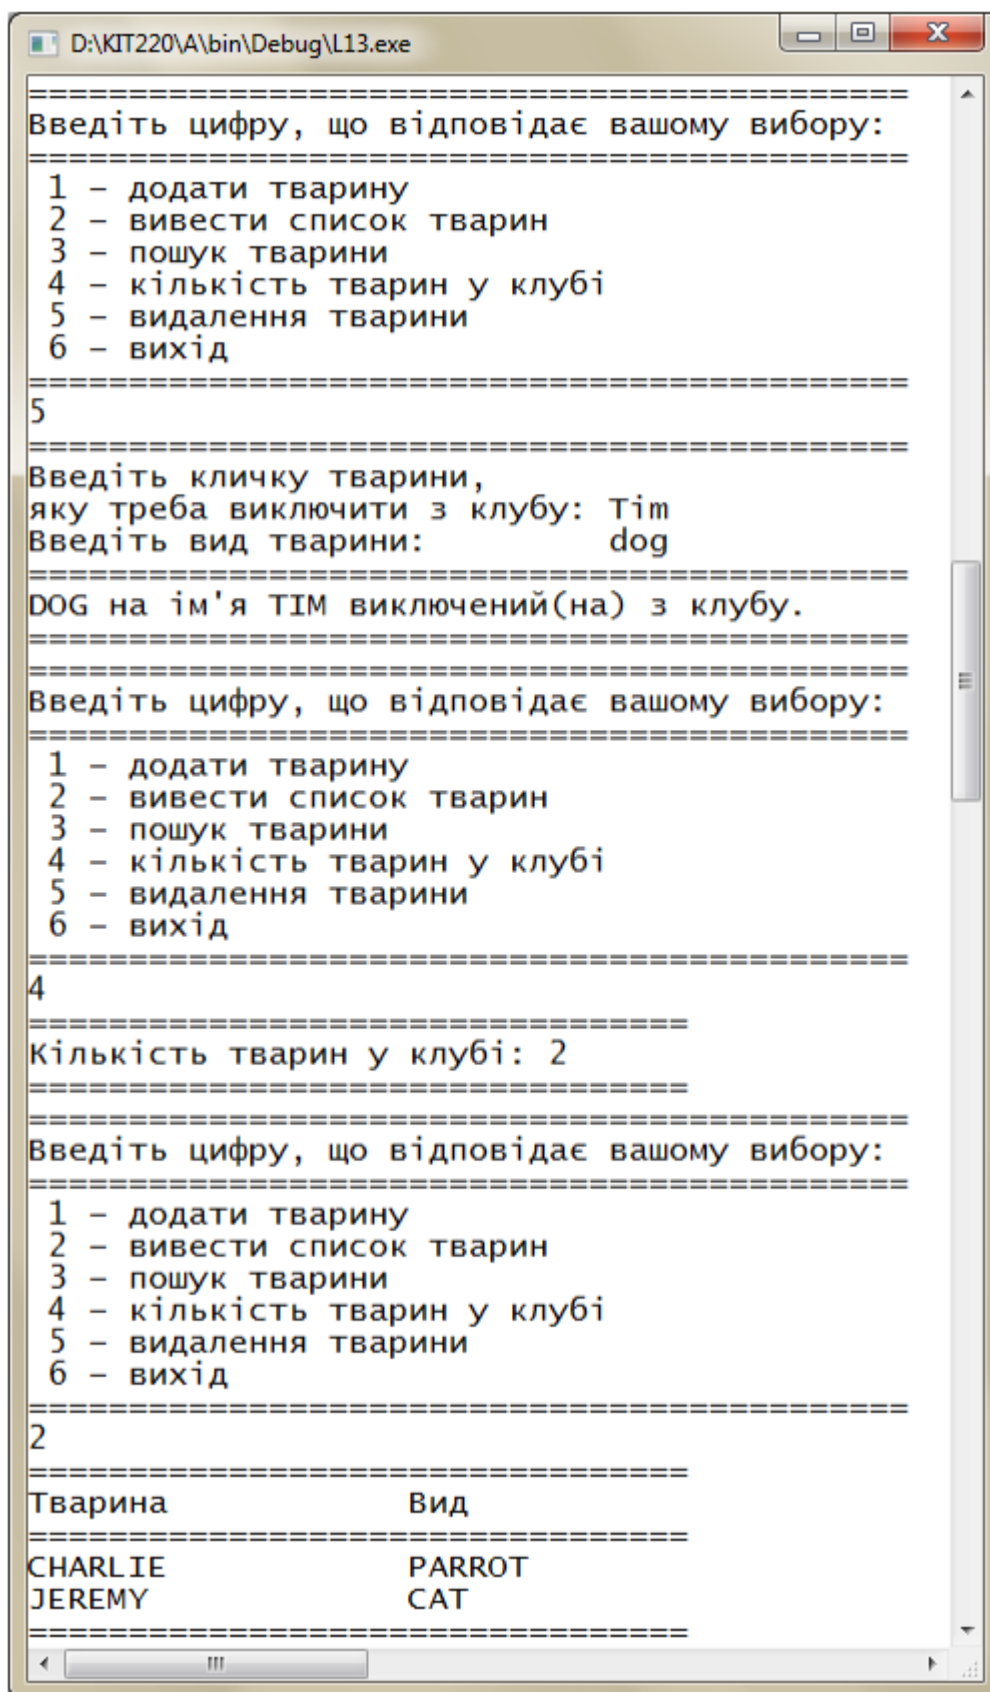 D:\KIT220\A\bin\Debug\L13.exe
============================================
Введіть цифру, що відповідає вашому вибору:
============================================
1 – додати тварину
2 – вивести список тварин
3 – пошук тварини
4 – кількість тварин у клубі
5 – видалення тварини
6 – вихід
============================================
5
============================================
Введіть кличку тварини,
яку треба виключити з клубу: Tim
Введіть вид тварини:         dog
============================================
DOG на ім'я TIM виключений(на) з клубу.
============================================
============================================
Введіть цифру, що відповідає вашому вибору:
============================================
1 – додати тварину
2 – вивести список тварин
3 – пошук тварини
4 – кількість тварин у клубі
5 – видалення тварини
6 – вихід
============================================
4
=================================
Кількість тварин у клубі: 2
=================================
============================================
Введіть цифру, що відповідає вашому вибору:
============================================
1 – додати тварину
2 – вивести список тварин
3 – пошук тварини
4 – кількість тварин у клубі
5 – видалення тварини
6 – вихід
============================================
2
=================================
Тварина            Вид
=================================
CHARLIE            PARROT
JEREMY             CAT
=================================